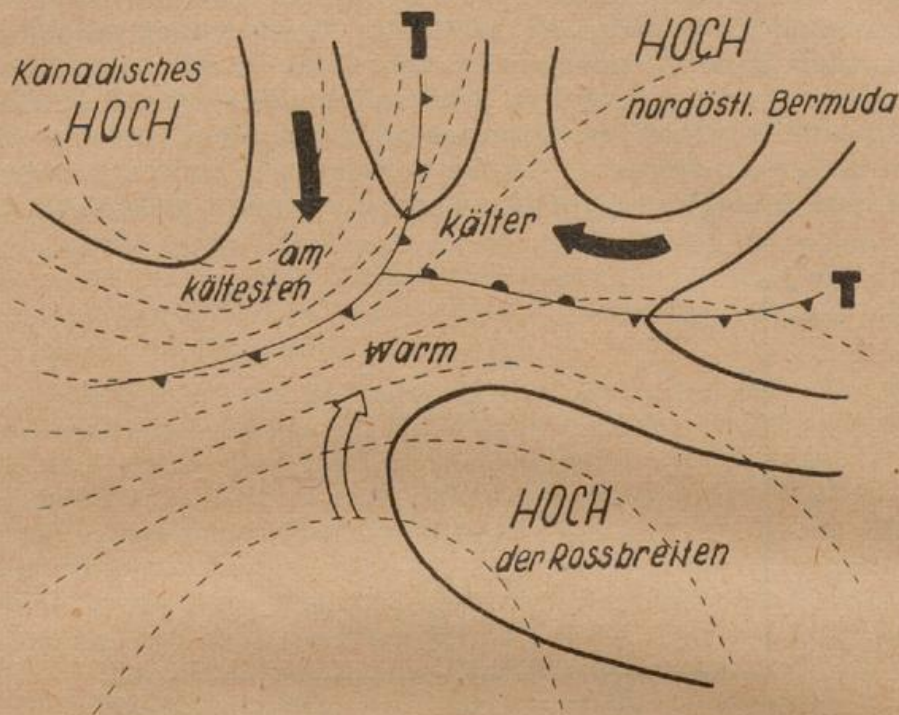 Kanadisches
HOCH
T
HOCH
nordöstl. Bermuda
am
kältesten
kälter
T
warm
HOCH
der Rossbreiten